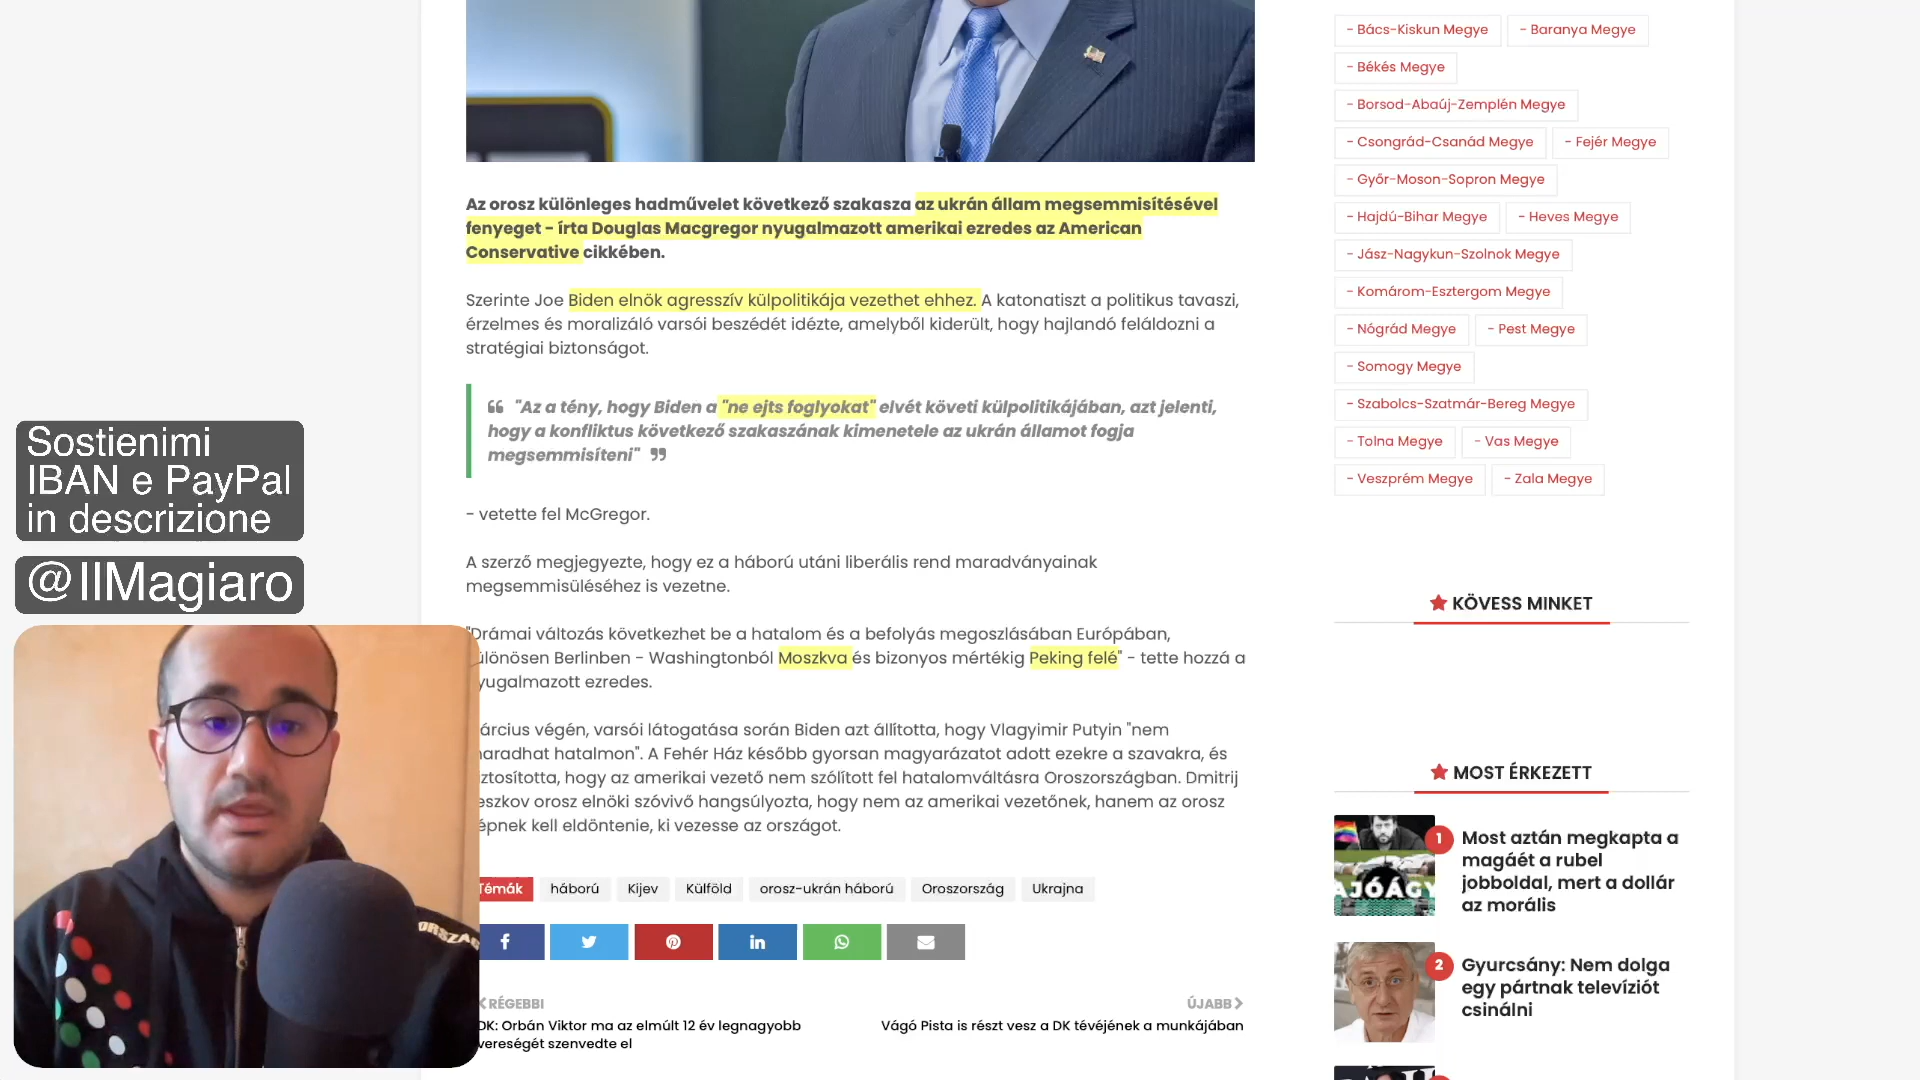 Az orosz különleges hadművelet következő szakasza az ukrán állam megsemmisítésével
fenyeget - írta Douglas Macgregor nyugalmazott amerikai ezredes az American
Conservative cikkében.
Szerinte Joe Biden elnök agresszív külpolitikája vezethet ehhez. A katonatiszt a politikus tavaszi,
érzelmes és moralizáló varsói beszédét idézte, amelyből kiderült, hogy hajlandó feláldozni a
stratégiai biztonságot.
"Az a tény, hogy Biden a "ne ejts foglyokat" elvét követi külpolitikájában, azt jelenti,
hogy a konfliktus következő szakaszának kimenetele az ukrán államot fogja
megsemmisíteni"
- vetette fel McGregor.
A szerző megjegyezte, hogy ez a háború utáni liberális rend maradványainak
megsemmisüléséhez is vezetne.
"Drámai változás következhet be a hatalom és a befolyás megoszlásában Európában,
ülönösen Berlinben - Washingtonból Moszkva és bizonyos mértékig Peking felé" - tette hozzá a
yugalmazott ezredes.
árcius végén, varsói látogatása során Biden azt állította, hogy Vlagyimir Putyin "nem
aradhat hatalmon". A Fehér Ház később gyorsan magyarázatot adott ezekre a szavakra, és
ztosította, hogy az amerikai vezető nem szólított fel hatalomváltásra Oroszországban. Dmitrij
eszkov orosz elnöki szóvivő hangsúlyozta, hogy nem az amerikai vezetőnek, hanem az orosz
épnek kell eldöntenie, ki vezesse az országot.
Témák háború Kijev Külföld orosz-ukrán háború Oroszország Ukrajna
RÉGEBBI
DK: Orbán Viktor ma az elmúlt 12 év legnagyobb
vereségét szenvedte el
ÚJABB
Vágó Pista is részt vesz a DK tévéjének a munkájában
Sostienimi
IBAN e PayPal
in descrizione
@IlMagiaro
ORSZÁG
- Bács-Kiskun Megye - Baranya Megye
- Békés Megye
- Borsod-Abaúj-Zemplén Megye
- Csongrád-Csanád Megye - Fejér Megye
- Győr-Moson-Sopron Megye
- Hajdú-Bihar Megye - Heves Megye
- Jász-Nagykun-Szolnok Megye
- Komárom-Esztergom Megye
- Nógrád Megye - Pest Megye
- Somogy Megye
- Szabolcs-Szatmár-Bereg Megye
- Tolna Megye - Vas Megye
- Veszprém Megye - Zala Megye
KÖVESS MINKET
MOST ÉRKEZETT
AJÓÁGY
1
Most aztán megkapta a
magáét a rubel
jobboldal, mert a dollár
az morális
2
Gyurcsány: Nem dolga
egy pártnak televíziót
csinálni